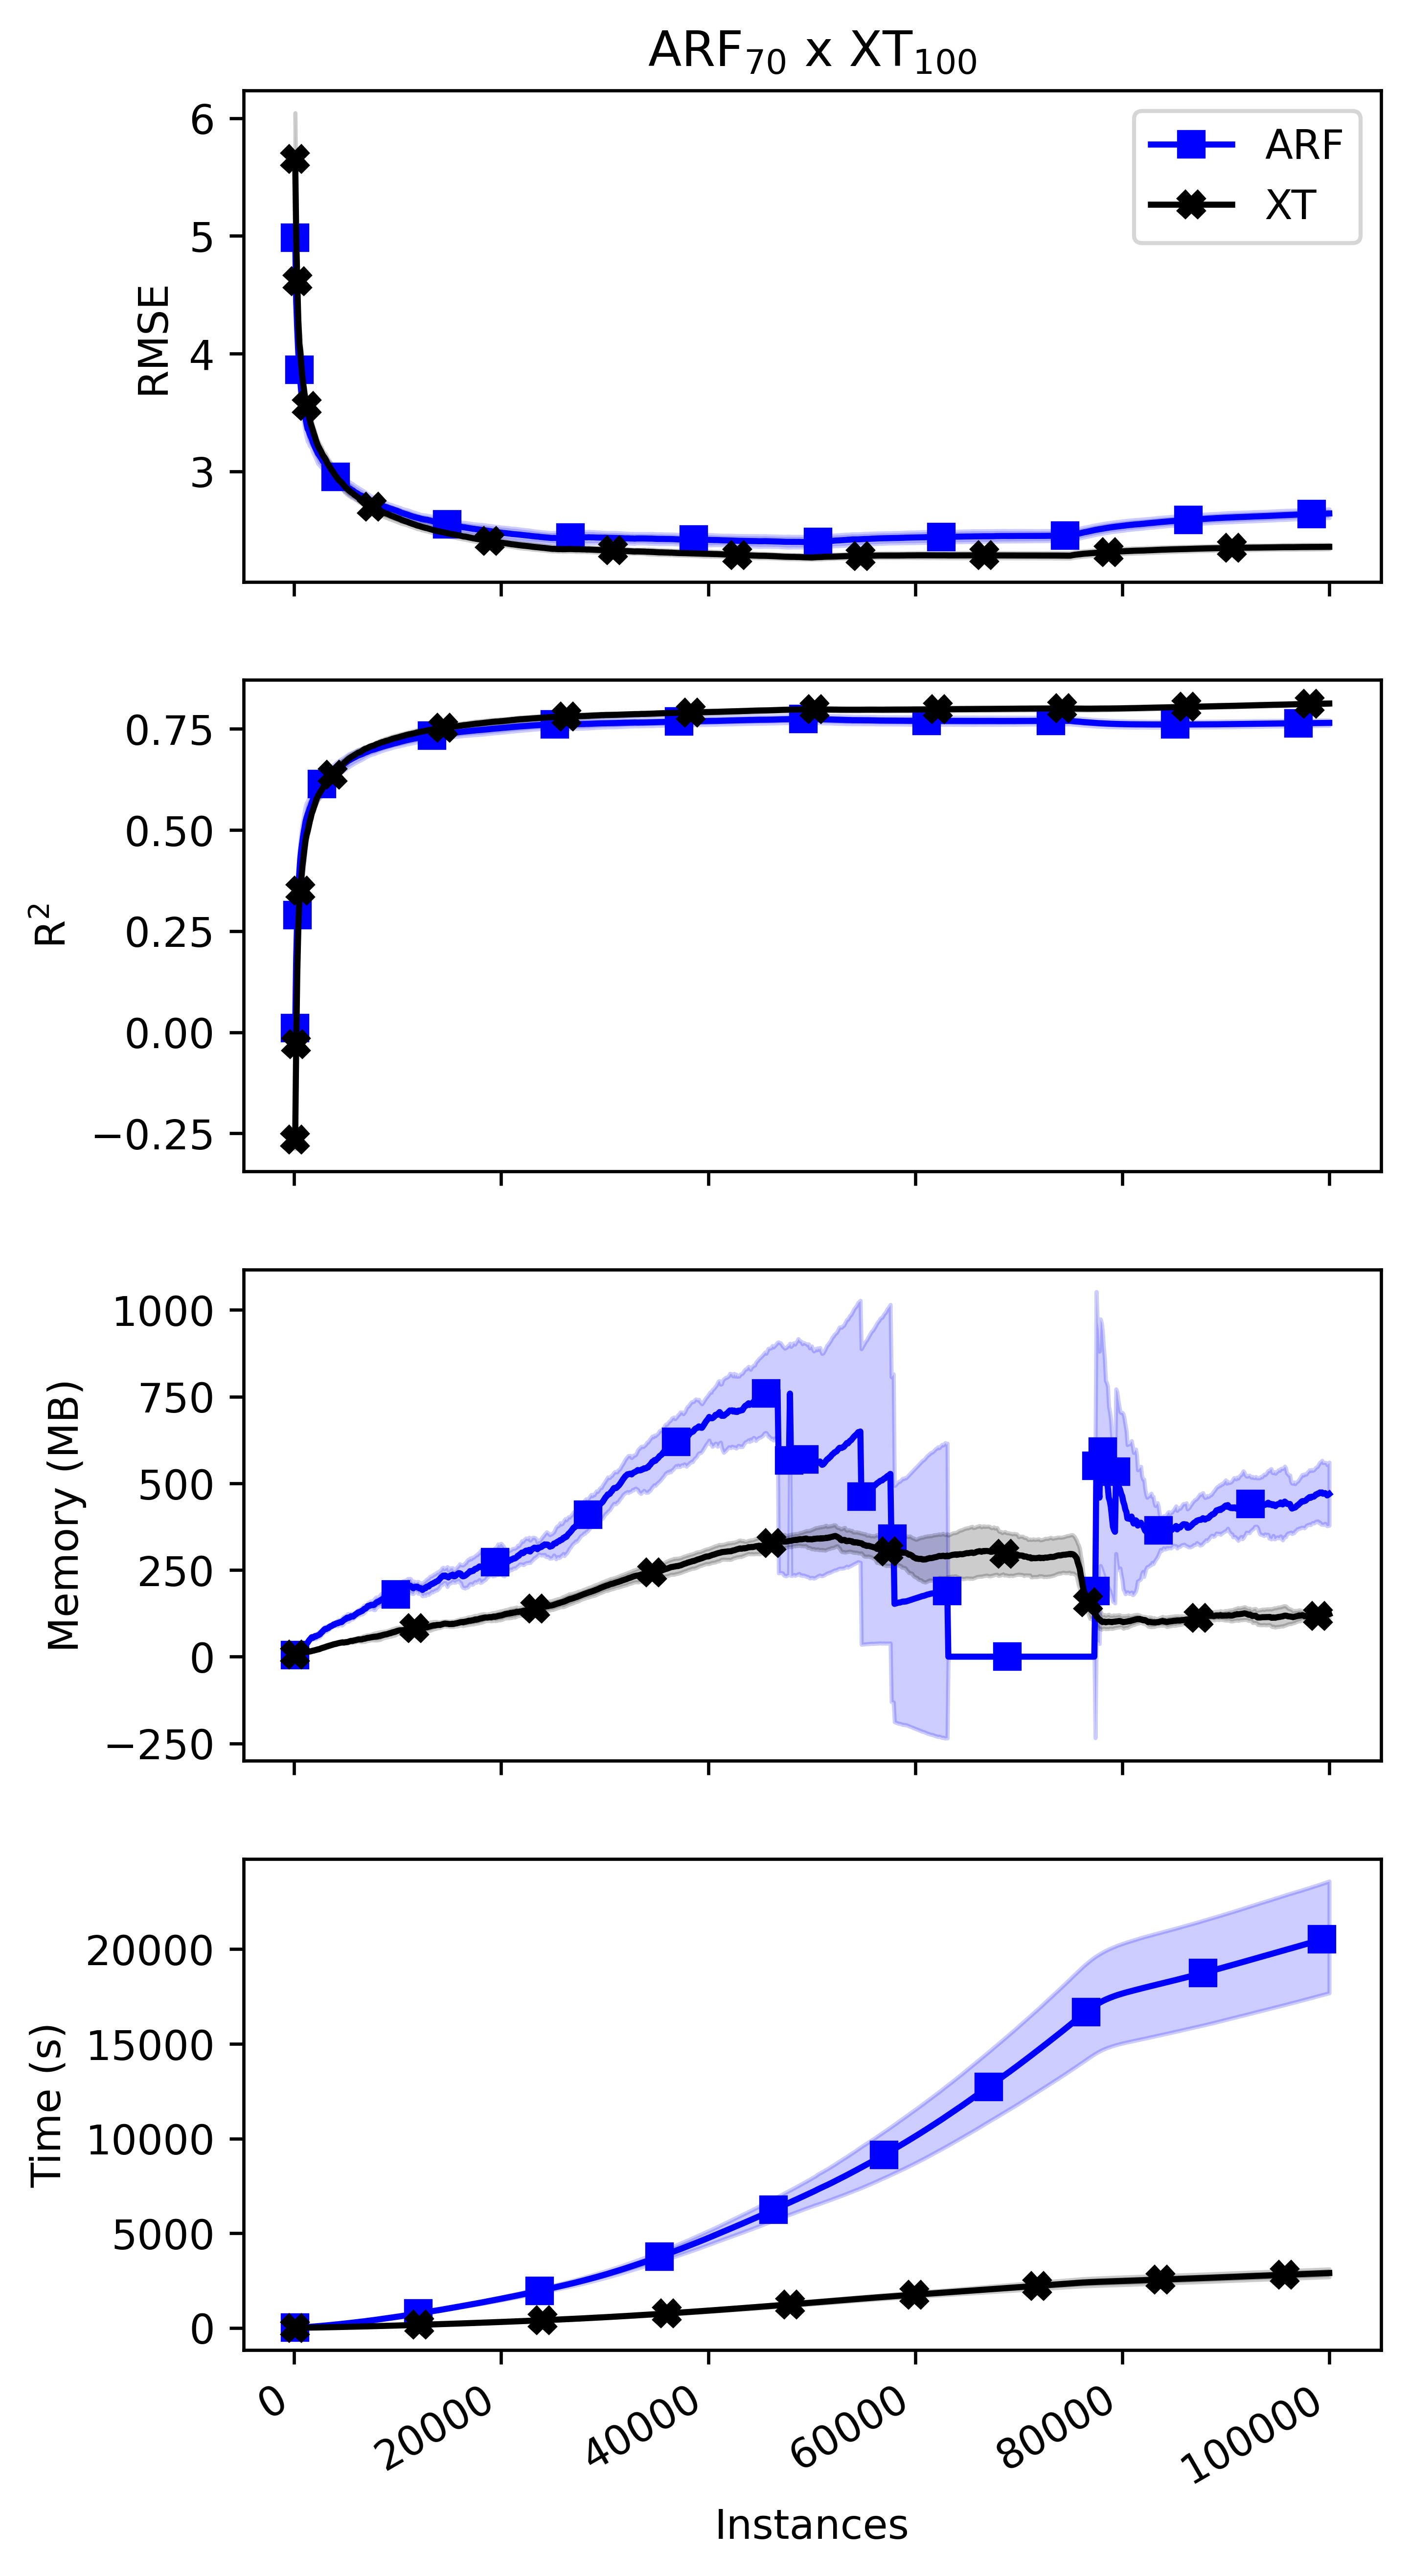 ARF₇₀ x XT₁₀₀
ARF
XT
RMSE
6
5
4
3
R²
0.75
0.50
0.25
0.00
−0.25
Memory (MB)
1000
750
500
250
0
−250
Time (s)
20000
15000
10000
5000
0
0 20000 40000 60000 80000 100000
Instances